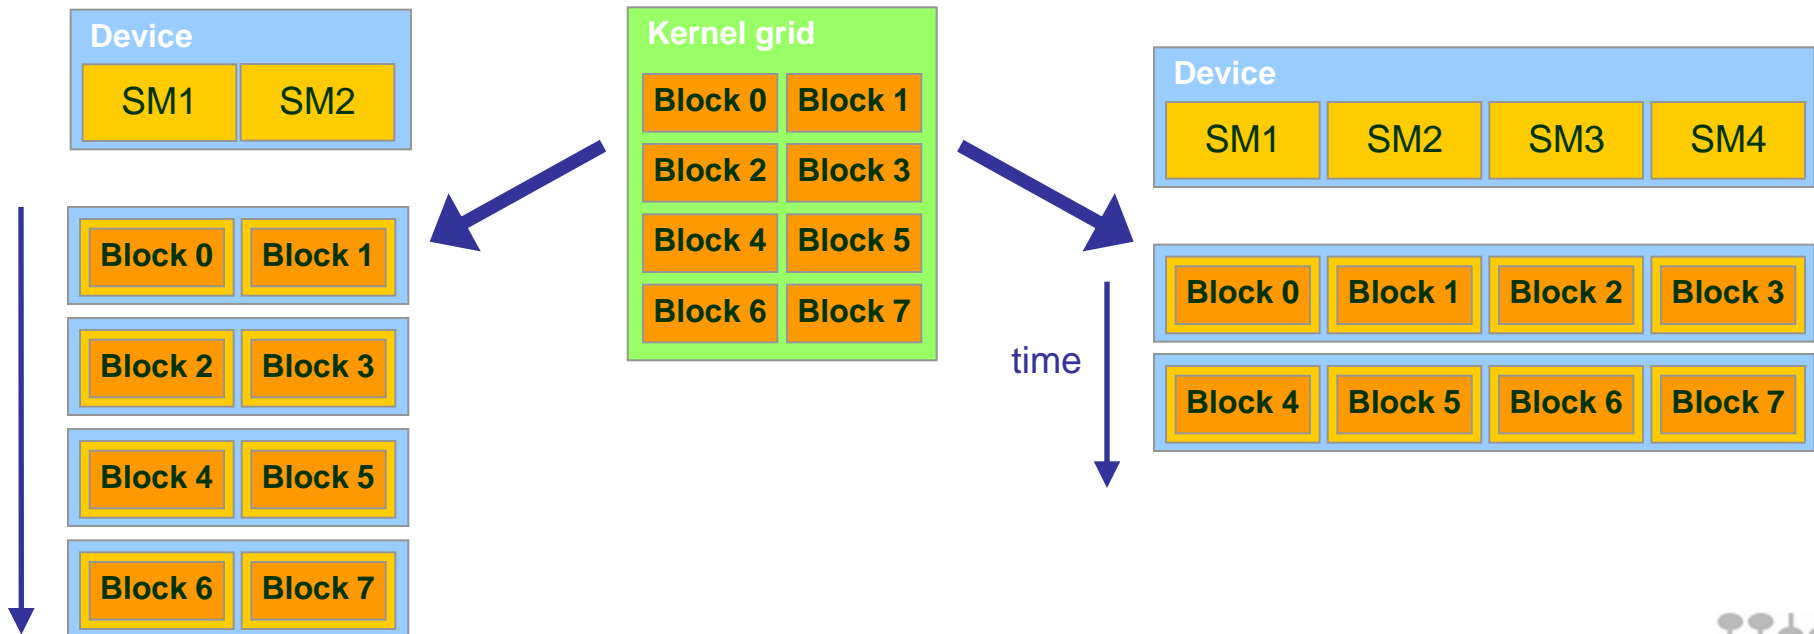 Device
SM1 SM2
Block 0 Block 1
Block 2 Block 3
Block 4 Block 5
Block 6 Block 7
Kernel grid
Block 0 Block 1
Block 2 Block 3
Block 4 Block 5
Block 6 Block 7
Device
SM1 SM2 SM3 SM4
time
Block 0 Block 1 Block 2 Block 3
Block 4 Block 5 Block 6 Block 7